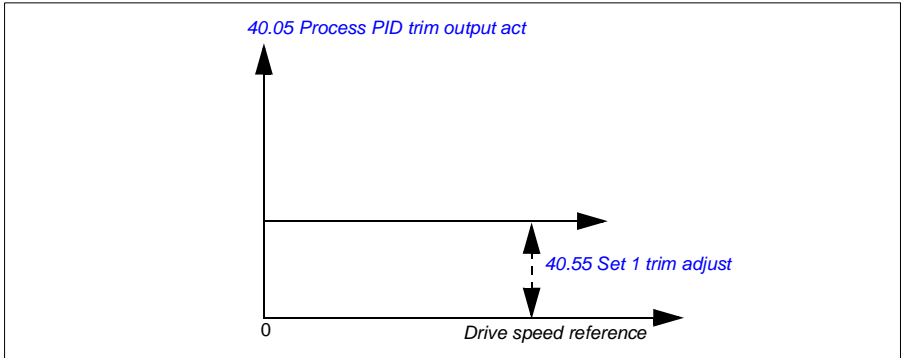 40.05 Process PID trim output act
40.55 Set 1 trim adjust
0
Drive speed reference